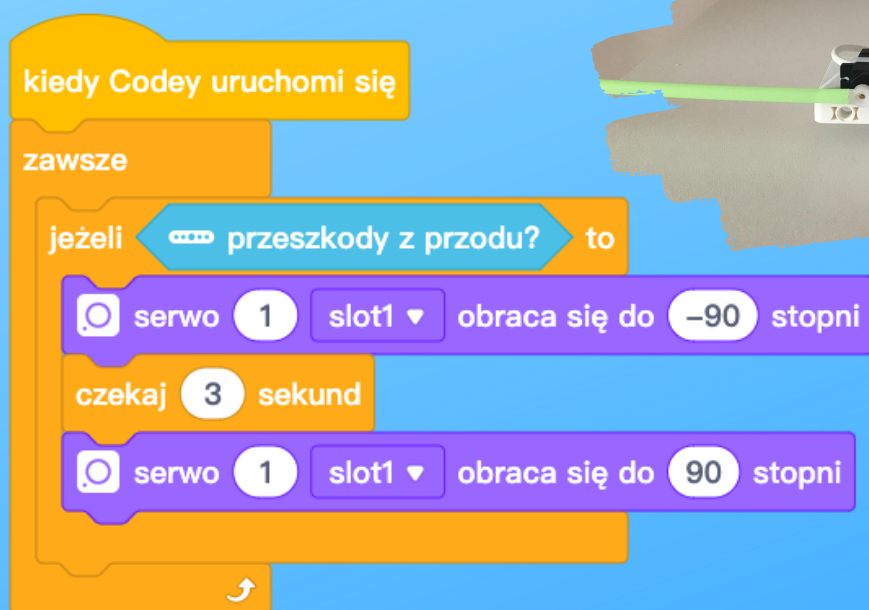 kiedy Codey uruchomi się
zawsze
jeżeli przeszkody z przodu? to
serwo 1 slot1 obraca się do −90 stopni
czekaj 3 sekund
serwo 1 slot1 obraca się do 90 stopni